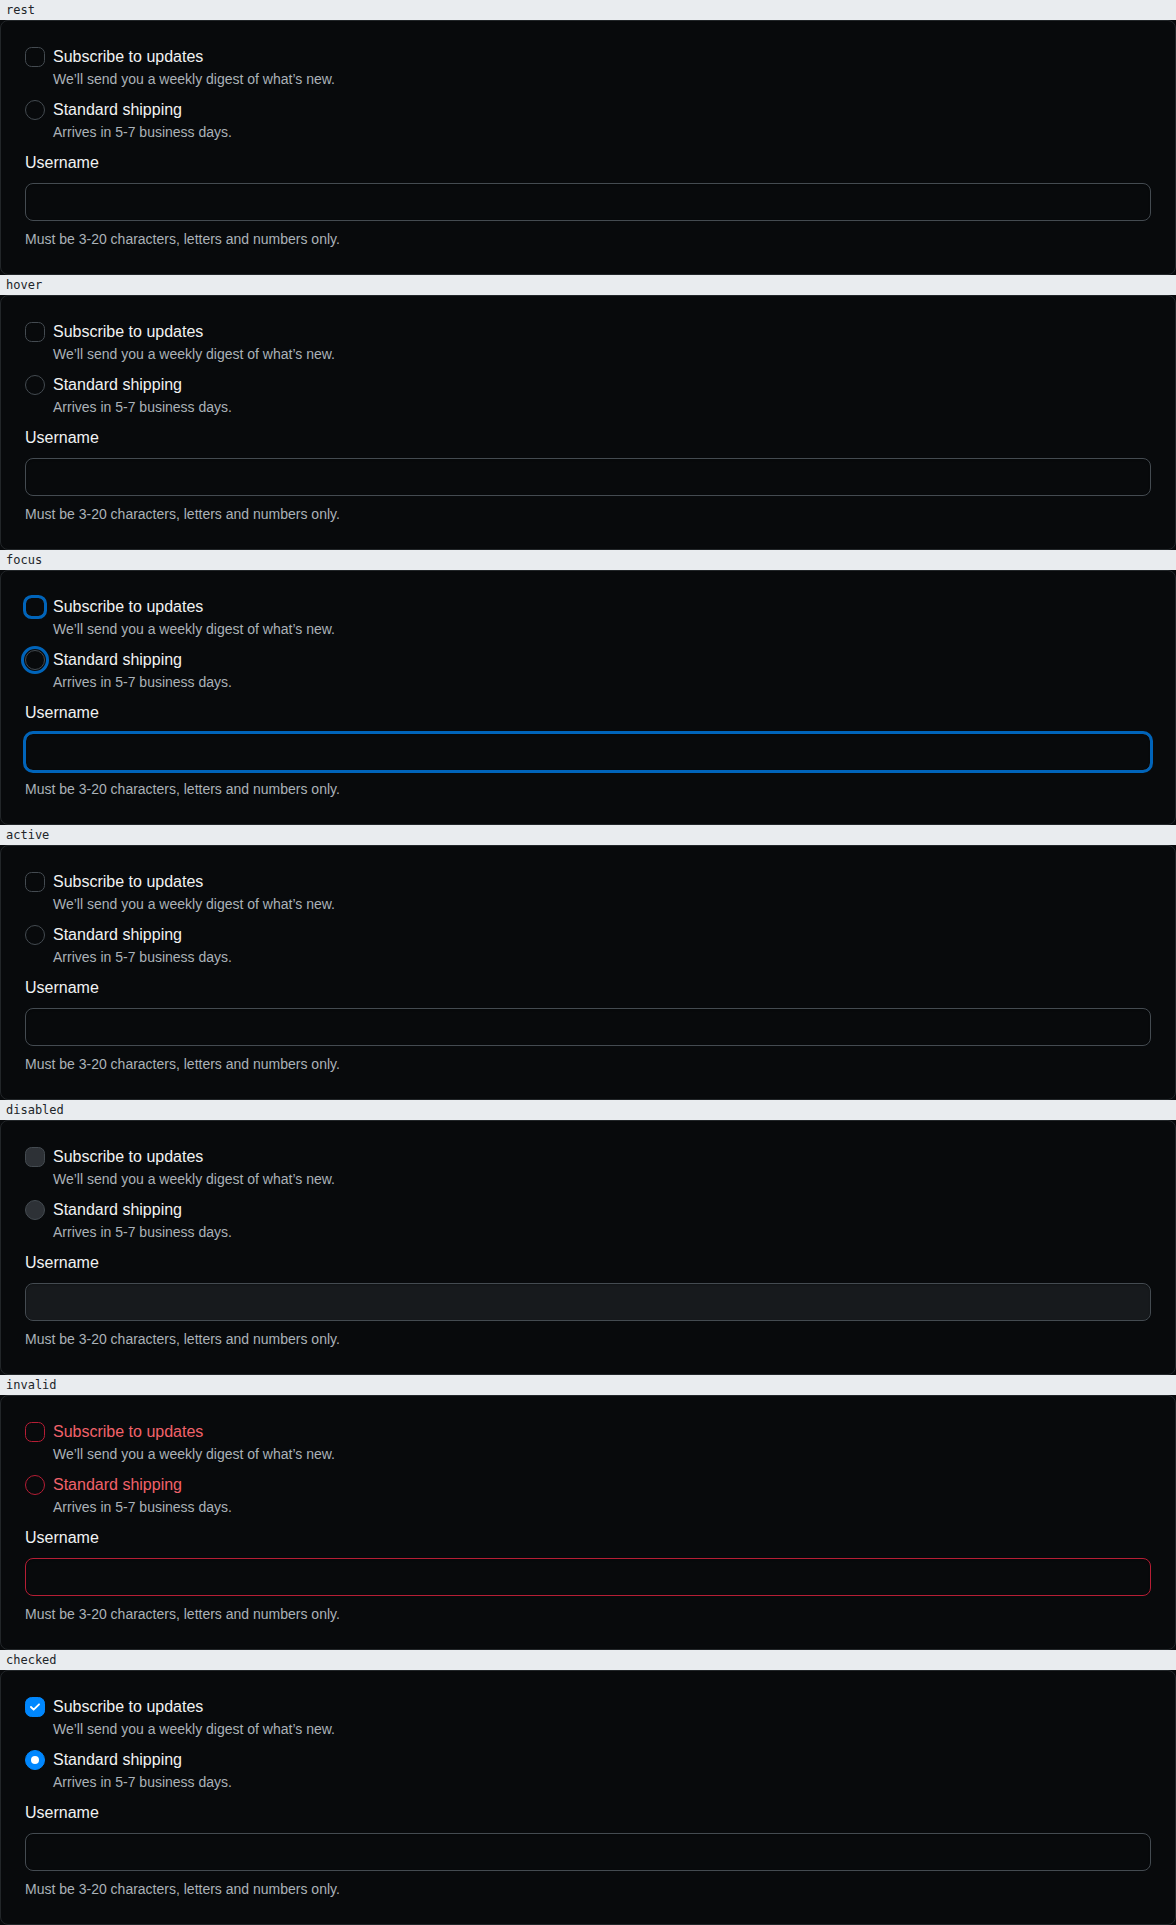 rest
Subscribe to updates
We’ll send you a weekly digest of what’s new.
Standard shipping
Arrives in 5-7 business days.
Username
Must be 3-20 characters, letters and numbers only.
hover
Subscribe to updates
We’ll send you a weekly digest of what’s new.
Standard shipping
Arrives in 5-7 business days.
Username
Must be 3-20 characters, letters and numbers only.
focus
Subscribe to updates
We’ll send you a weekly digest of what’s new.
Standard shipping
Arrives in 5-7 business days.
Username
Must be 3-20 characters, letters and numbers only.
active
Subscribe to updates
We’ll send you a weekly digest of what’s new.
Standard shipping
Arrives in 5-7 business days.
Username
Must be 3-20 characters, letters and numbers only.
disabled
Subscribe to updates
We’ll send you a weekly digest of what’s new.
Standard shipping
Arrives in 5-7 business days.
Username
Must be 3-20 characters, letters and numbers only.
invalid
Subscribe to updates
We’ll send you a weekly digest of what’s new.
Standard shipping
Arrives in 5-7 business days.
Username
Must be 3-20 characters, letters and numbers only.
checked
Subscribe to updates
We’ll send you a weekly digest of what’s new.
Standard shipping
Arrives in 5-7 business days.
Username
Must be 3-20 characters, letters and numbers only.